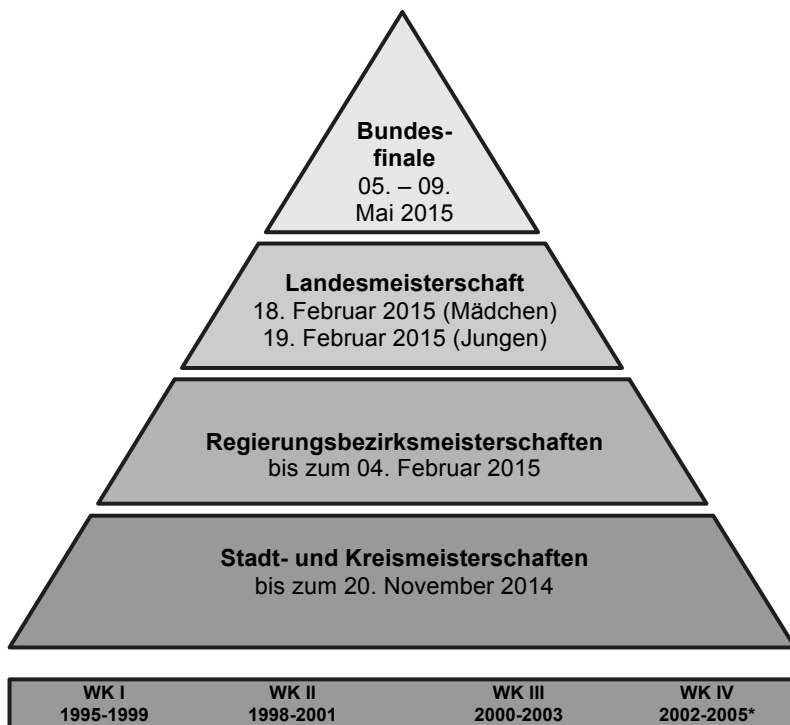 Bundes-
finale
05. – 09.
Mai 2015
Landesmeisterschaft
18. Februar 2015 (Mädchen)
19. Februar 2015 (Jungen)
Regierungsbezirksmeisterschaften
bis zum 04. Februar 2015
Stadt- und Kreismeisterschaften
bis zum 20. November 2014
WK I WK II WK III WK IV
1995-1999 1998-2001 2000-2003 2002-2005*